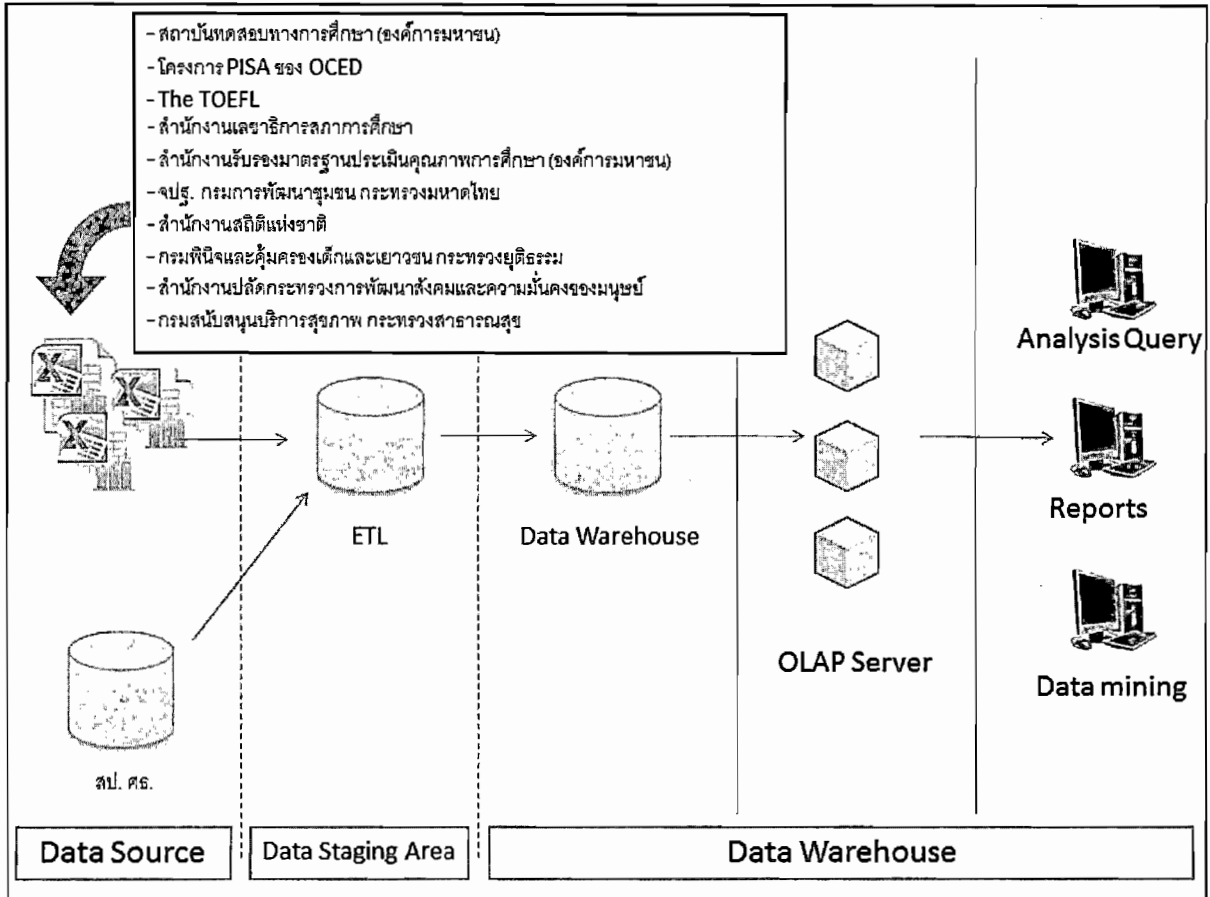 - สถาบันทดสอบทางการศึกษา (องค์การมหาชน)
- โครงการ PISA ของ OCED
- The TOEFL
- สำนักงานเลขาธิการสภาการศึกษา
- สำนักงานรับรองมาตรฐานประเมินคุณภาพการศึกษา (องค์การมหาชน)
- จปฐ. กรมการพัฒนาชุมชน กระทรวงมหาดไทย
- สำนักงานสถิติแห่งชาติ
- กรมพินิจและคุ้มครองเด็กและเยาวชน กระทรวงยุติธรรม
- สำนักงานปลัดกระทรวงการพัฒนาสังคมและความมั่นคงของมนุษย์
- กรมสนับสนุนบริการสุขภาพ กระทรวงสาธารณสุข
Analysis Query
ETL
Data Warehouse
Reports
OLAP Server
Data mining
สป. ศธ.
Data Source
Data Staging Area
Data Warehouse